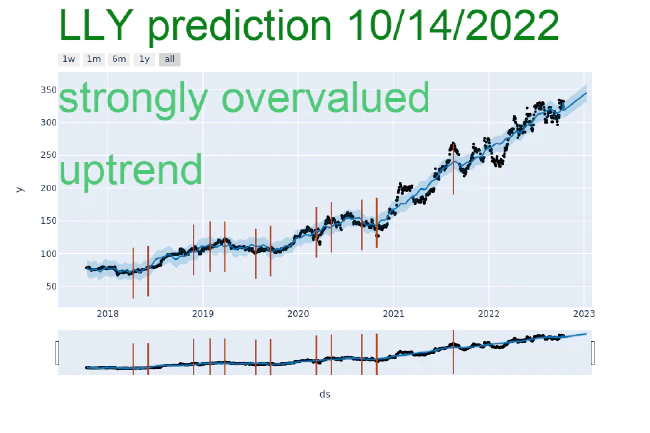 LLY prediction 10/14/2022
1w 1m 6m 1y all
strongly overvalued
uptrend
350
300
250
200
150
100
50
y
2018 2019 2020 2021 2022 2023
ds